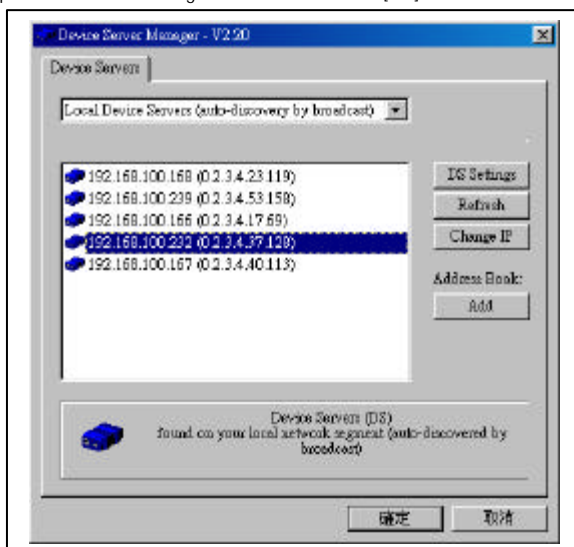 Device Server Manager - V2.20
Device Servers
Local Device Servers (auto-discovery by broadcast)
192.168.100.168 (0.2.3.4.23.119)
192.168.100.239 (0.2.3.4.53.158)
192.168.100.166 (0.2.3.4.17.69)
192.168.100.232 (0.2.3.4.37.128)
192.168.100.167 (0.2.3.4.40.113)
DS Settings
Refresh
Change IP
Address Book:
Add
Device Servers (DS)
found on your local network segment (auto-discovered by
broadcast)
確定
取消